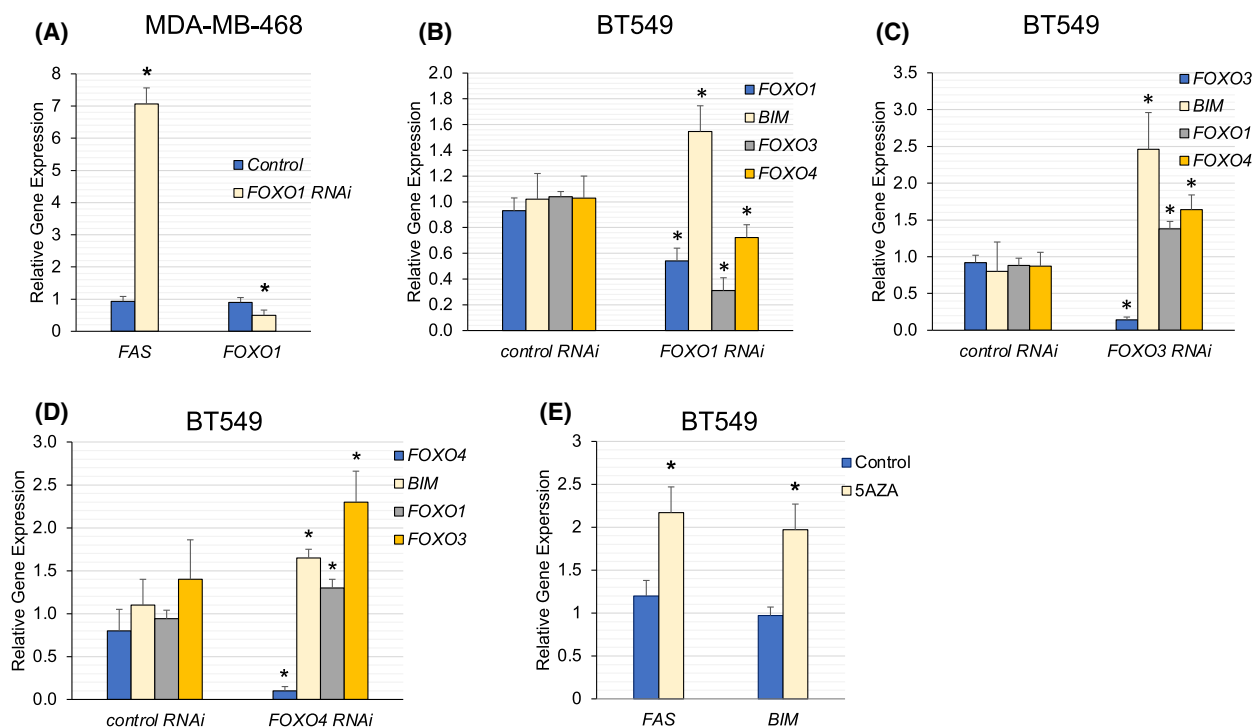 (A) MDA-MB-468
Relative Gene Expression
8
7
6
5
4
3
2
1
0
*
*
Control
FOXO1 RNAi
FAS FOXO1
(B) BT549
Relative Gene Expression
2.0
1.8
1.6
1.4
1.2
1.0
0.8
0.6
0.4
0.2
0.0
*
*
*
*
FOXO1
BIM
FOXO3
FOXO4
control RNAi FOXO1 RNAi
(C) BT549
Relative Gene Expression
3.5
3.0
2.5
2.0
1.5
1.0
0.5
0.0
*
*
*
*
FOXO3
BIM
FOXO1
FOXO4
control RNAi FOXO3 RNAi
(D) BT549
Relative Gene Expression
3.0
2.5
2.0
1.5
1.0
0.5
0.0
*
*
*
*
FOXO4
BIM
FOXO1
FOXO3
control RNAi FOXO4 RNAi
(E) BT549
Relative Gene Experssion
3
2.5
2
1.5
1
0.5
0
*
*
Control
5AZA
FAS BIM